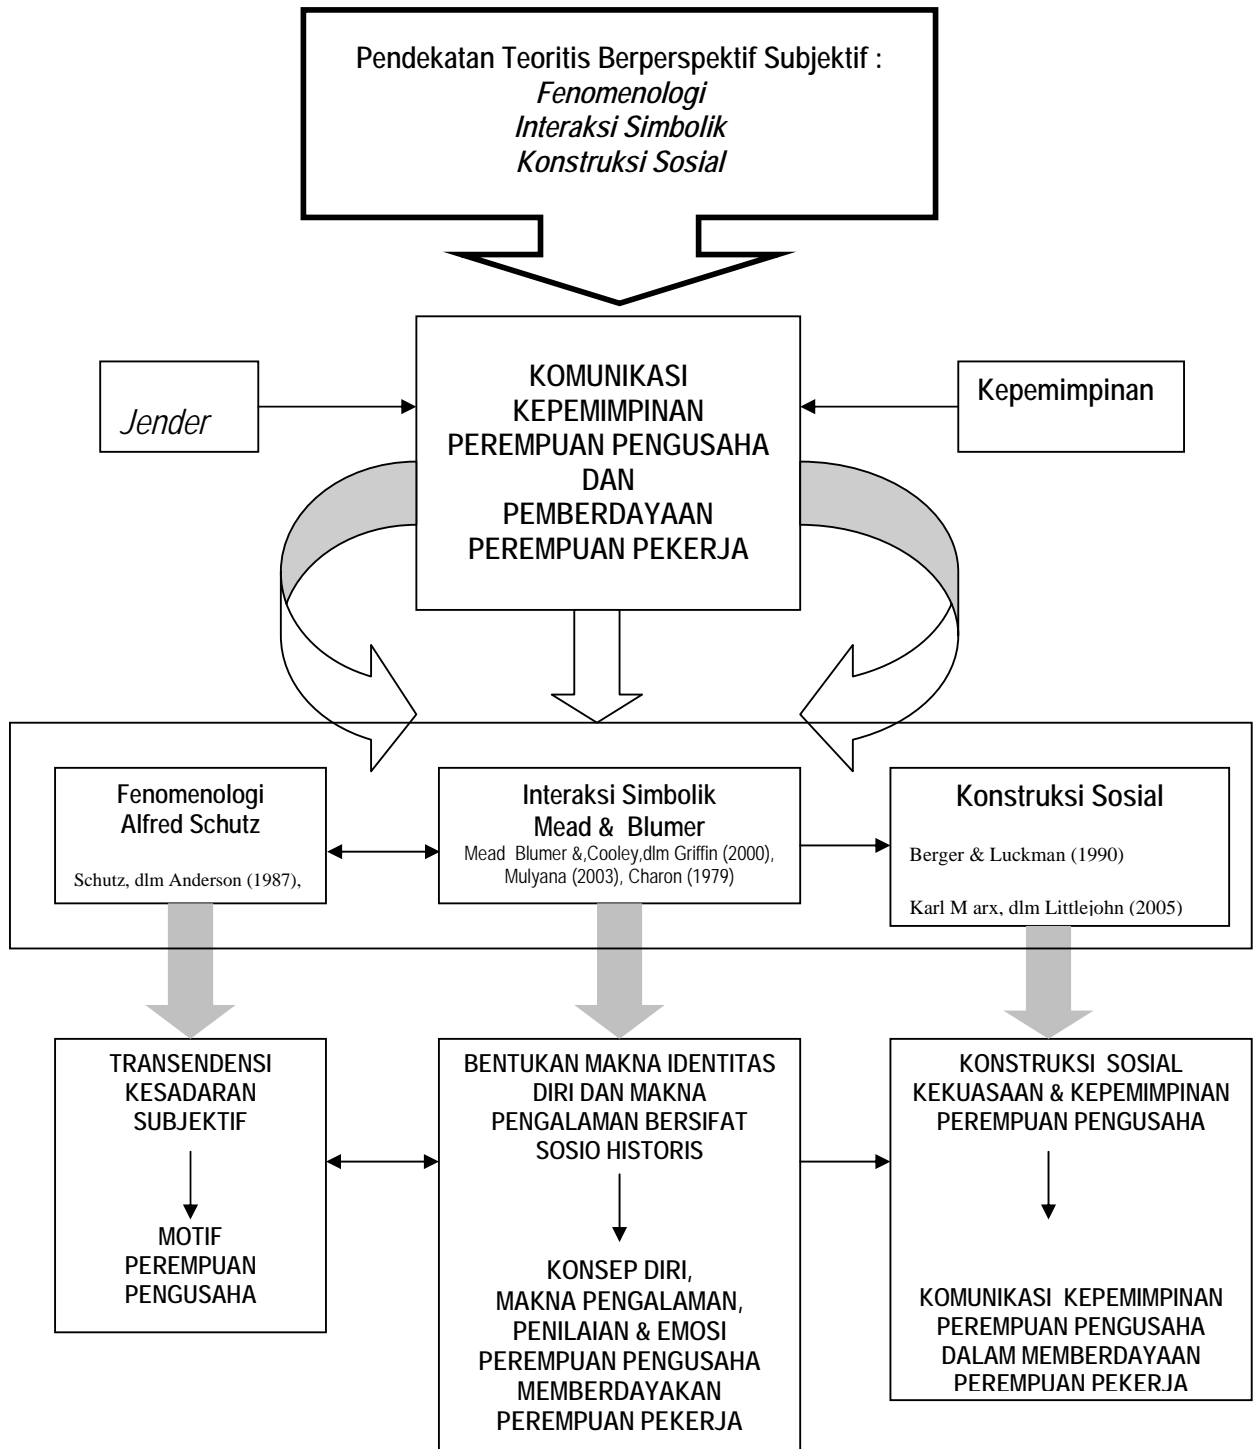 Pendekatan Teoritis Berperspektif Subjektif :
Fenomenologi
Interaksi Simbolik
Konstruksi Sosial
Jender
KOMUNIKASI
KEPEMIMPINAN
PEREMPUAN PENGUSAHA
DAN
PEMBERDAYAAN
PEREMPUAN PEKERJA
Kepemimpinan
Fenomenologi
Alfred Schutz
Schutz, dlm Anderson (1987),
Interaksi Simbolik
Mead & Blumer
Mead Blumer &,Cooley,dlm Griffin (2000),
Mulyana (2003), Charon (1979)
Konstruksi Sosial
Berger & Luckman (1990)
Karl M arx, dlm Littlejohn (2005)
TRANSENDENSI
KESADARAN
SUBJEKTIF
MOTIF
PEREMPUAN
PENGUSAHA
BENTUKAN MAKNA IDENTITAS
DIRI DAN MAKNA
PENGALAMAN BERSIFAT
SOSIO HISTORIS
KONSEP DIRI,
MAKNA PENGALAMAN,
PENILAIAN & EMOSI
PEREMPUAN PENGUSAHA
MEMBERDAYAKAN
PEREMPUAN PEKERJA
KONSTRUKSI SOSIAL
KEKUASAAN & KEPEMIMPINAN
PEREMPUAN PENGUSAHA
KOMUNIKASI KEPEMIMPINAN
PEREMPUAN PENGUSAHA
DALAM MEMBERDAYAAN
PEREMPUAN PEKERJA